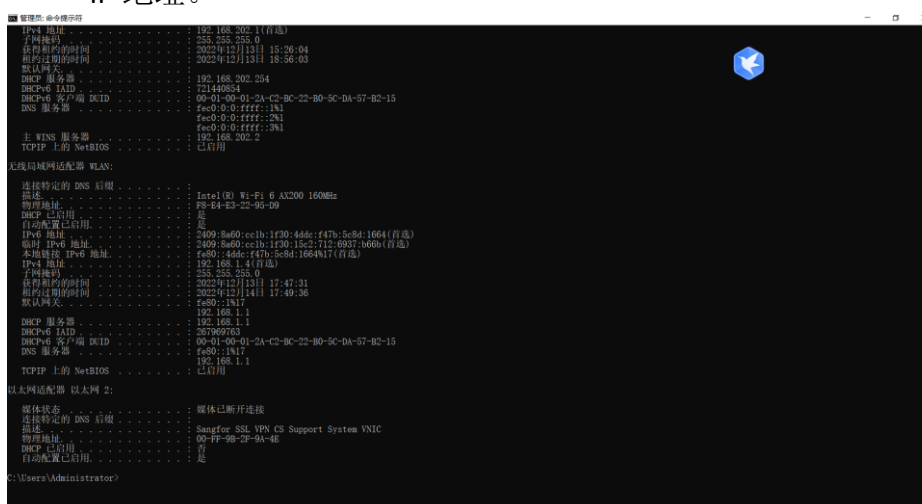 IP 地址。
管理员: 命令提示符
IPv4 地址 . . . . . . . . . . . . : 192.168.202.1(首选)
子网掩码 . . . . . . . . . . . . : 255.255.255.0
获得租约的时间 . . . . . . . . . : 2022年12月13日 15:26:04
租约过期的时间 . . . . . . . . . : 2022年12月13日 18:56:03
默认网关. . . . . . . . . . . . . :
DHCP 服务器 . . . . . . . . . . . : 192.168.202.254
DHCPv6 IAID . . . . . . . . . . . : 721440854
DHCPv6 客户端 DUID . . . . . . . : 00-01-00-01-2A-C2-BC-22-B0-5C-DA-57-B2-15
DNS 服务器 . . . . . . . . . . . : fec0:0:0:ffff::1%1
fec0:0:0:ffff::2%1
fec0:0:0:ffff::3%1
主 WINS 服务器 . . . . . . . . . : 192.168.202.2
TCPIP 上的 NetBIOS . . . . . . . : 已启用
无线局域网适配器 WLAN:
连接特定的 DNS 后缀 . . . . . . . :
描述. . . . . . . . . . . . . . . : Intel(R) Wi-Fi 6 AX200 160MHz
物理地址. . . . . . . . . . . . . : F8-E4-E3-22-95-D9
DHCP 已启用 . . . . . . . . . . . : 是
自动配置已启用. . . . . . . . . . : 是
IPv6 地址 . . . . . . . . . . . . : 2409:8a60:cc1b:1f30:4ddc:f47b:5c8d:1664(首选)
临时 IPv6 地址. . . . . . . . . . : 2409:8a60:cc1b:1f30:15c2:712:6937:b66b(首选)
本地链接 IPv6 地址. . . . . . . . : fe80::4ddc:f47b:5c8d:1664%17(首选)
IPv4 地址 . . . . . . . . . . . . : 192.168.1.4(首选)
子网掩码 . . . . . . . . . . . . : 255.255.255.0
获得租约的时间 . . . . . . . . . : 2022年12月13日 17:47:31
租约过期的时间 . . . . . . . . . : 2022年12月14日 17:49:36
默认网关. . . . . . . . . . . . . : fe80::1%17
192.168.1.1
DHCP 服务器 . . . . . . . . . . . : 192.168.1.1
DHCPv6 IAID . . . . . . . . . . . : 267969763
DHCPv6 客户端 DUID . . . . . . . : 00-01-00-01-2A-C2-BC-22-B0-5C-DA-57-B2-15
DNS 服务器 . . . . . . . . . . . : fe80::1%17
192.168.1.1
TCPIP 上的 NetBIOS . . . . . . . : 已启用
以太网适配器 以太网 2:
媒体状态 . . . . . . . . . . . . : 媒体已断开连接
连接特定的 DNS 后缀 . . . . . . . :
描述. . . . . . . . . . . . . . . : Sangfor SSL VPN CS Support System VNIC
物理地址. . . . . . . . . . . . . : 00-FF-9B-2F-9A-4E
DHCP 已启用 . . . . . . . . . . . : 否
自动配置已启用. . . . . . . . . . : 是
C:\Users\Administrator>